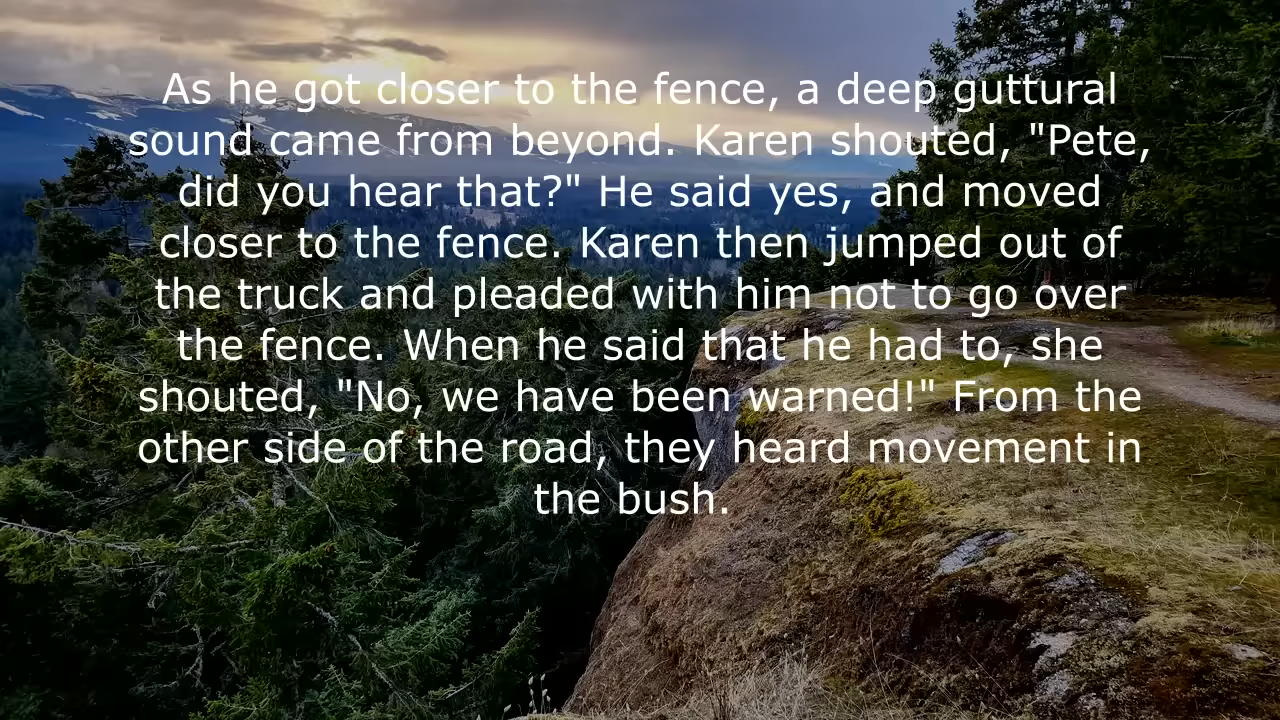 As he got closer to the fence, a deep guttural
sound came from beyond. Karen shouted, "Pete,
did you hear that?" He said yes, and moved
closer to the fence. Karen then jumped out of
the truck and pleaded with him not to go over
the fence. When he said that he had to, she
shouted, "No, we have been warned!" From the
other side of the road, they heard movement in
the bush.